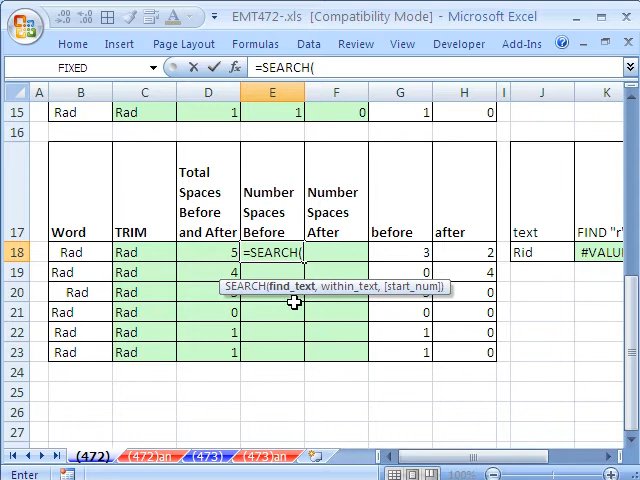 EMT472-.xls [Compatibility Mode] - Microsoft Excel
Home Insert Page Layout Formulas Data Review View Developer Add-Ins
FIXED =SEARCH(
A B C D E F G H I J K
15 Rad Rad 1 1 0 1 0
16
17 Word TRIM Total Spaces Before and After Number Spaces Before Number Spaces After before after text FIND "r"
18 Rad Rad 5 =SEARCH( 3 2 Rid #VALU
19 Rad Rad 4 0 4
SEARCH(find_text, within_text, [start_num])
20 Rad Rad 0
21 Rad Rad 0 0 0
22 Rad Rad 1 1 0
23 Rad Rad 1 1 0
24
25
26
27
(472) (472)an (473) (473)an
Enter 100%